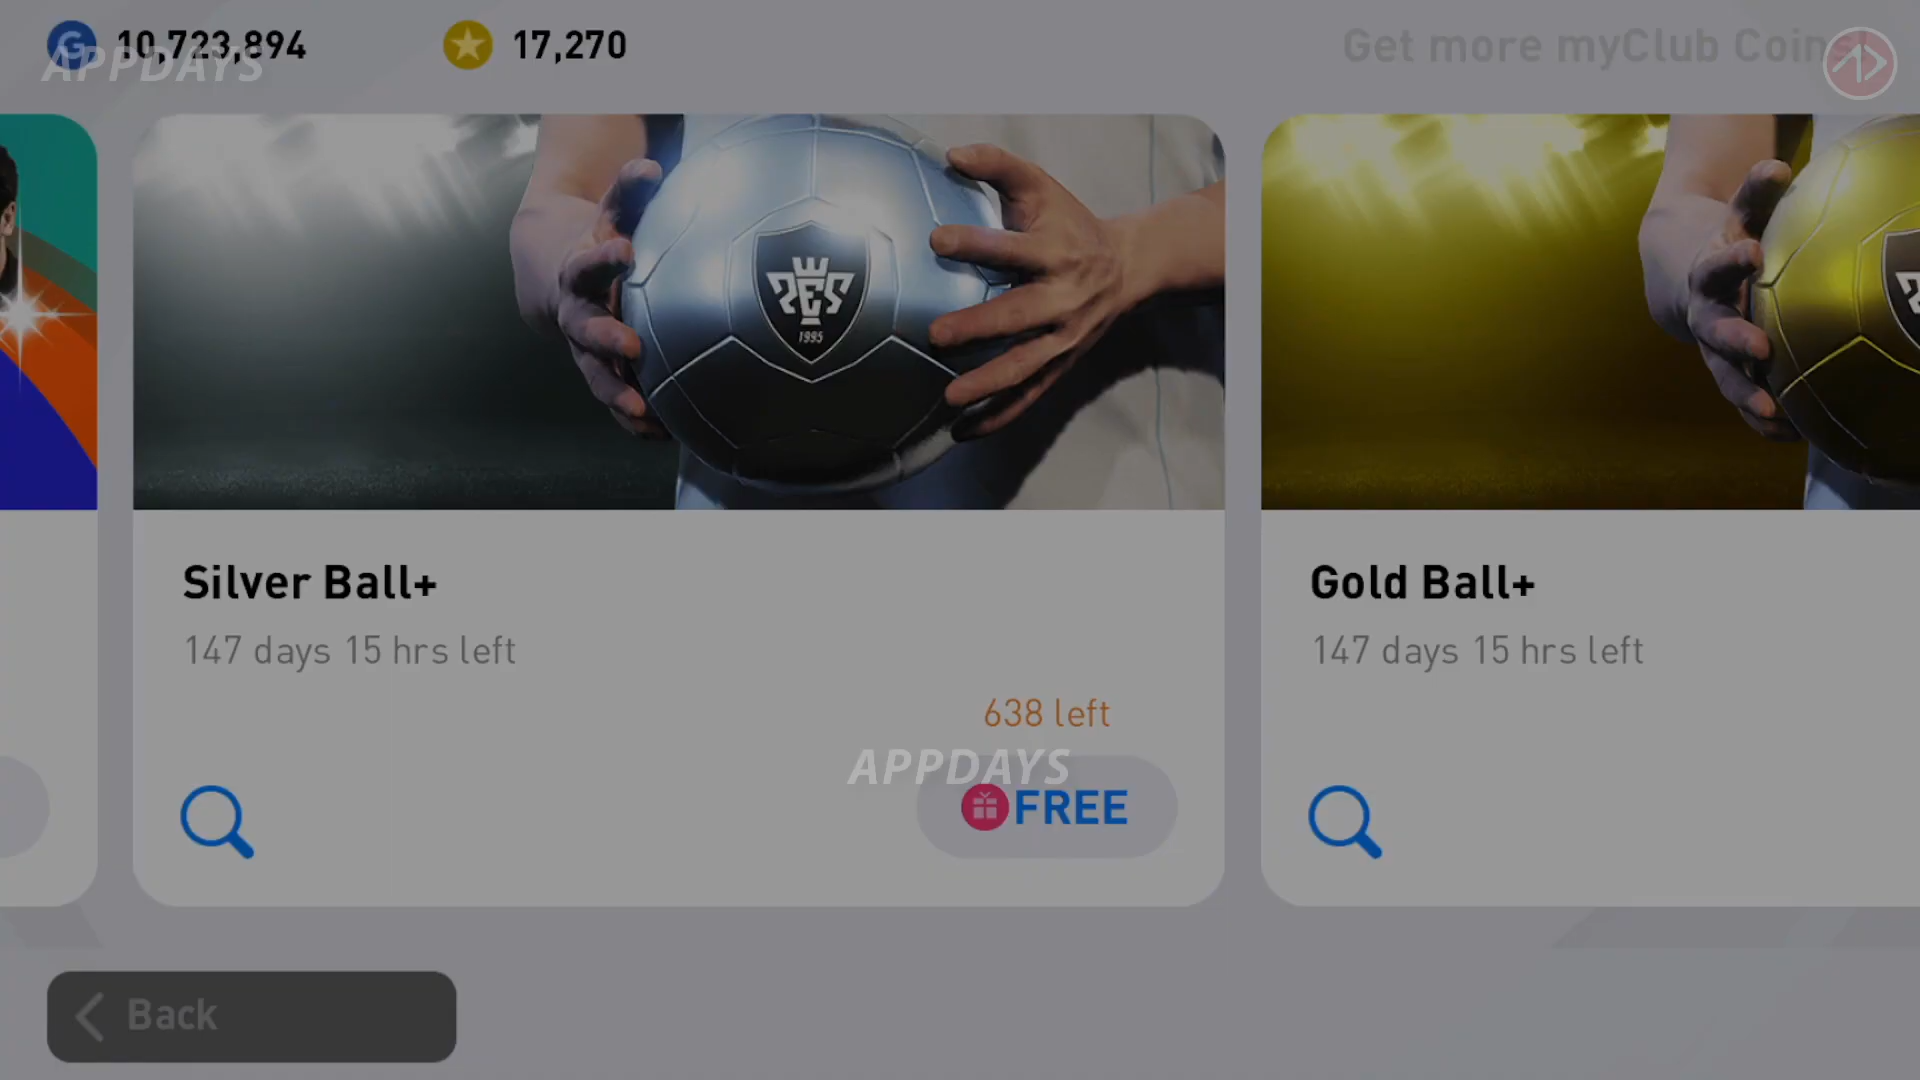 10,723,894
17,270
Get more myClub Coins!
APPDAYS
PES
1995
Silver Ball+
147 days 15 hrs left
638 left
APPDAYS
FREE
Gold Ball+
147 days 15 hrs left
Back